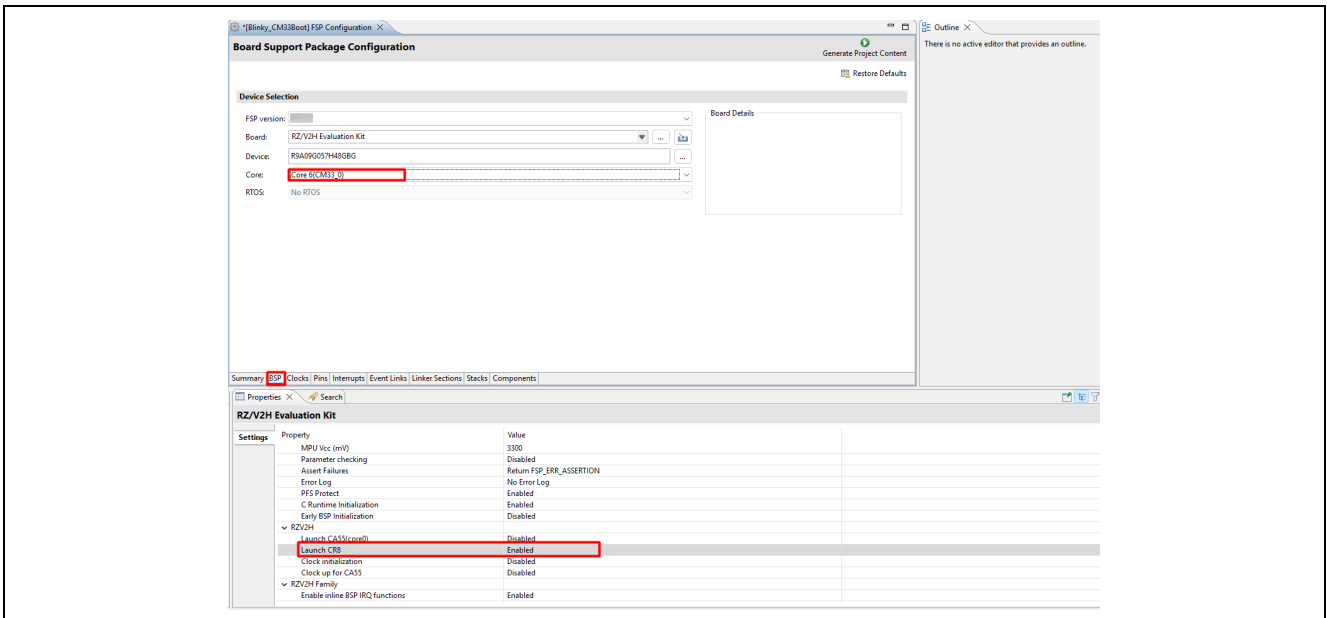 *[Blinky_CM33Boot] FSP Configuration
Outline
Board Support Package Configuration
Generate Project Content
There is no active editor that provides an outline.
Restore Defaults
Device Selection
FSP version:
Board Details
Board: RZ/V2H Evaluation Kit ...
Device: R9A09G057H48GBG ...
Core: Core 6(CM33_0)
RTOS: No RTOS
Summary BSP Clocks Pins Interrupts Event Links Linker Sections Stacks Components
Properties Search
RZ/V2H Evaluation Kit
Settings Property Value
MPU Vcc (mV) 3300
Parameter checking Disabled
Assert Failures Return FSP_ERR_ASSERTION
Error Log No Error Log
PFS Protect Enabled
C Runtime Initialization Enabled
Early BSP Initialization Disabled
RZV2H
Launch CA55(core0) Disabled
Launch CR8 Enabled
Clock initialization Disabled
Clock up for CA55 Disabled
RZV2H Family
Enable inline BSP IRQ functions Enabled